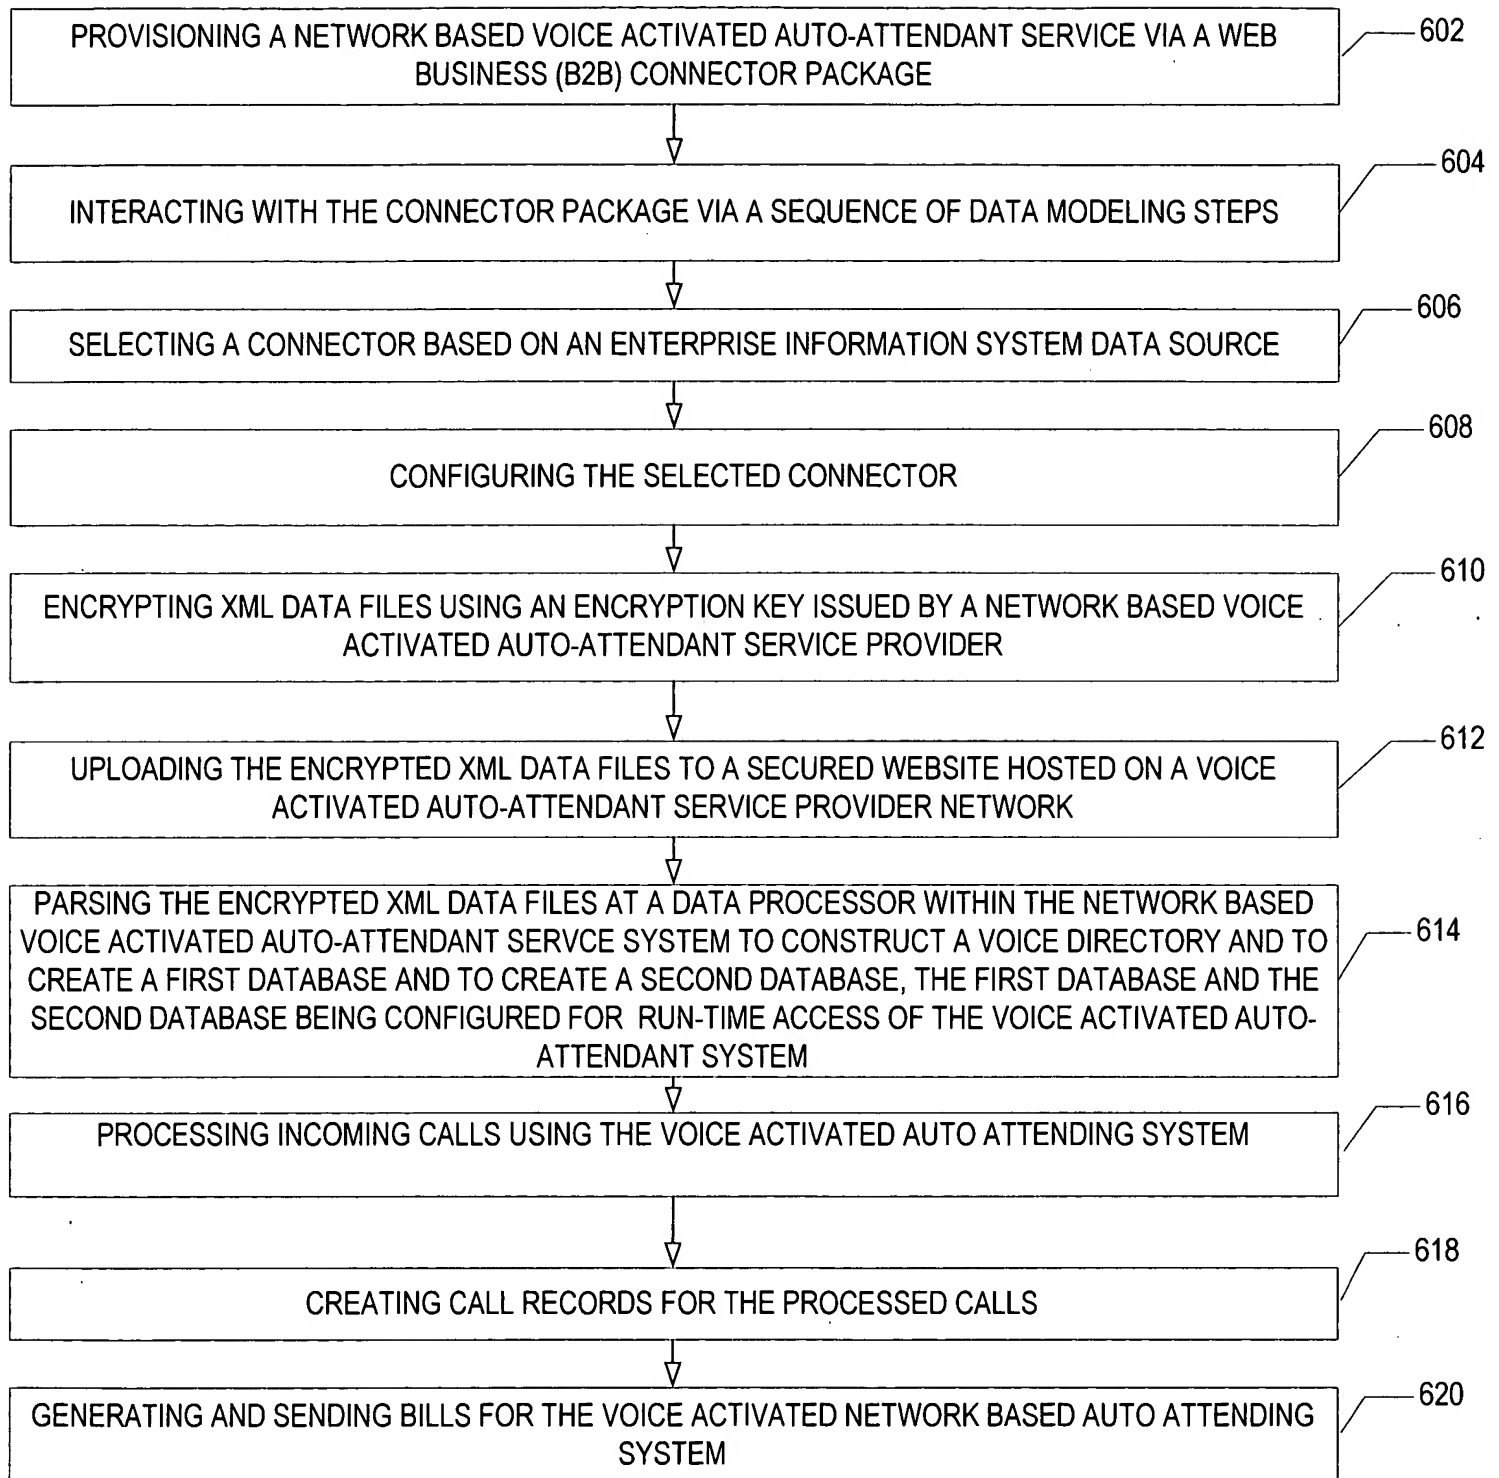 PROVISIONING A NETWORK BASED VOICE ACTIVATED AUTO-ATTENDANT SERVICE VIA A WEB
BUSINESS (B2B) CONNECTOR PACKAGE
602
INTERACTING WITH THE CONNECTOR PACKAGE VIA A SEQUENCE OF DATA MODELING STEPS
604
SELECTING A CONNECTOR BASED ON AN ENTERPRISE INFORMATION SYSTEM DATA SOURCE
606
CONFIGURING THE SELECTED CONNECTOR
608
ENCRYPTING XML DATA FILES USING AN ENCRYPTION KEY ISSUED BY A NETWORK BASED VOICE
ACTIVATED AUTO-ATTENDANT SERVICE PROVIDER
610
UPLOADING THE ENCRYPTED XML DATA FILES TO A SECURED WEBSITE HOSTED ON A VOICE
ACTIVATED AUTO-ATTENDANT SERVICE PROVIDER NETWORK
612
PARSING THE ENCRYPTED XML DATA FILES AT A DATA PROCESSOR WITHIN THE NETWORK BASED
VOICE ACTIVATED AUTO-ATTENDANT SERVCE SYSTEM TO CONSTRUCT A VOICE DIRECTORY AND TO
CREATE A FIRST DATABASE AND TO CREATE A SECOND DATABASE, THE FIRST DATABASE AND THE
SECOND DATABASE BEING CONFIGURED FOR RUN-TIME ACCESS OF THE VOICE ACTIVATED AUTO-
ATTENDANT SYSTEM
614
PROCESSING INCOMING CALLS USING THE VOICE ACTIVATED AUTO ATTENDING SYSTEM
616
CREATING CALL RECORDS FOR THE PROCESSED CALLS
618
GENERATING AND SENDING BILLS FOR THE VOICE ACTIVATED NETWORK BASED AUTO ATTENDING
SYSTEM
620